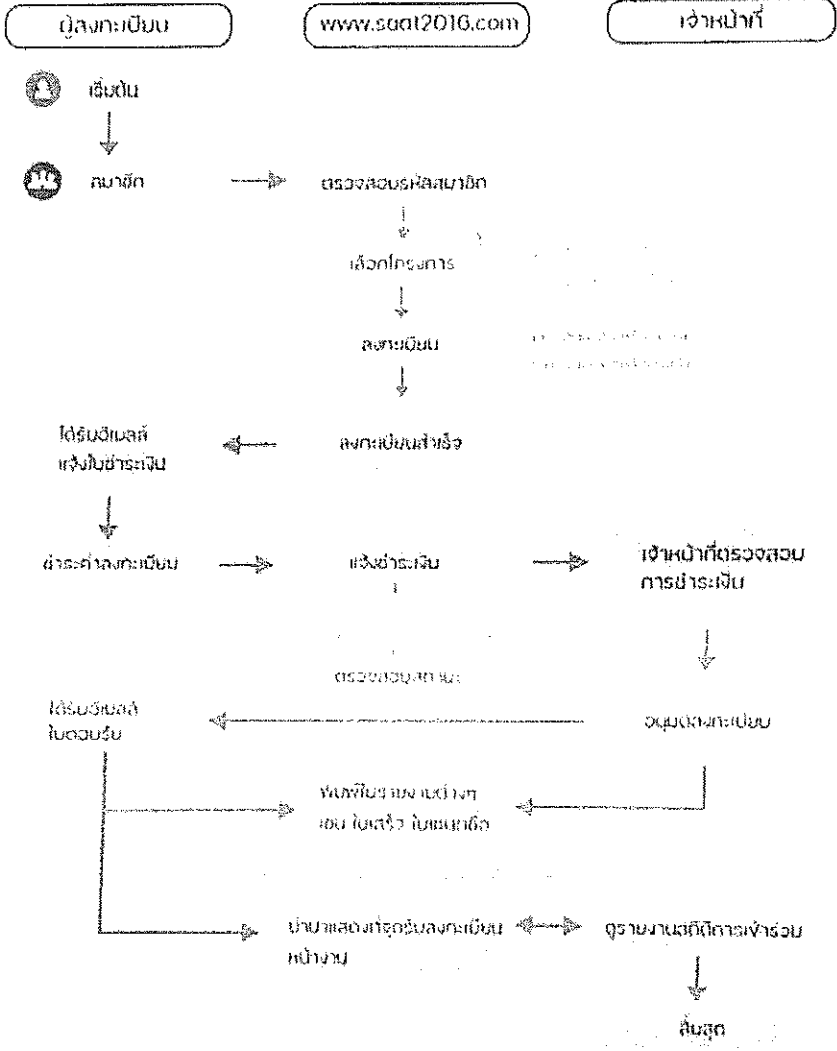 ผู้ลงทะเบียน
www.saat2016.com
เจ้าหน้าที่
เริ่มต้น
สมาชิก
ตรวจสอบรหัสสมาชิก
เลือกโครงการ
ลงทะเบียน
ได้รับอีเมลล์
แจ้งใบชำระเงิน
ลงทะเบียนสำเร็จ
ชำระค่าลงทะเบียน
แจ้งชำระเงิน
เจ้าหน้าที่ตรวจสอบ
การชำระเงิน
ตรวจสอบสถานะ
ได้รับอีเมลล์
ใบตอบรับ
อนุมัติลงทะเบียน
พิมพ์ใบรายงานต่างๆ
เช่น ใบเสร็จ ใบแทนชื่อ
นำมาแสดงที่จุดรับลงทะเบียน
หน้างาน
ดูรายงานสถิติการเข้าร่วม
สิ้นสุด